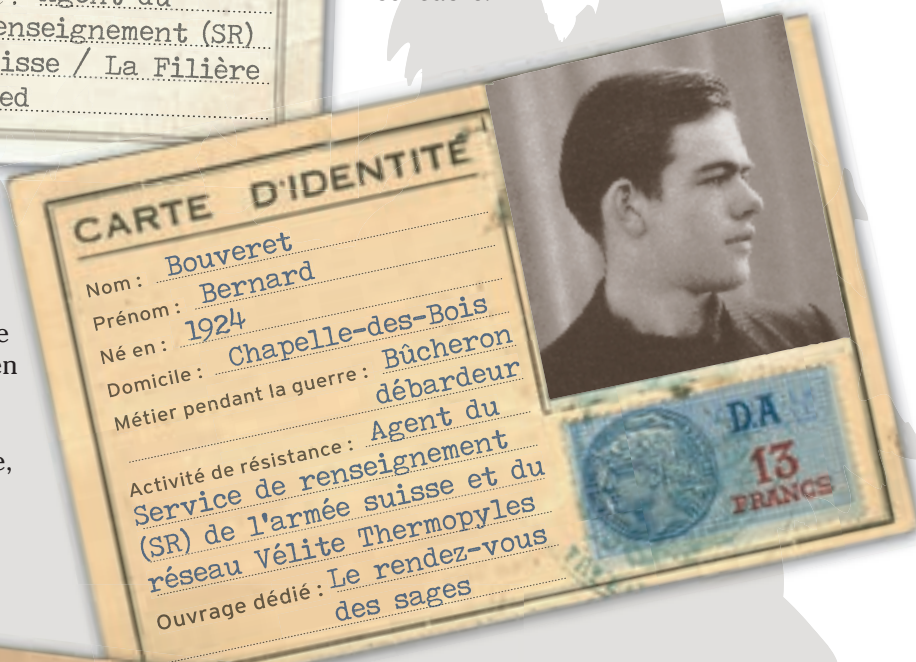 enseignement (SR)
isse / La Filière
ed
CARTE D'IDENTITÉ
Nom : Bouveret
Prénom : Bernard
Né en : 1924
Domicile : Chapelle-des-Bois
Métier pendant la guerre : Bûcheron
débardeur
Activité de résistance : Agent du
Service de renseignement
(SR) de l'armée suisse et du
réseau Vélite Thermopyles
Ouvrage dédié : Le rendez-vous
des sages
D.A
13
FRANCS
e
en
e,